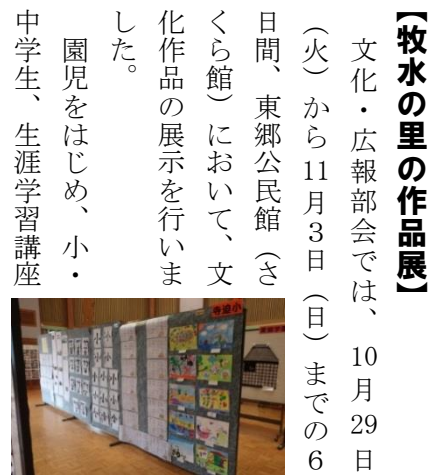 【牧水の里の作品展】
文化・広報部会では、10月29日
（火）から11月3日（日）までの6
日間、東郷公民館（さ
くら館）において、文
化作品の展示を行いま
した。
園児をはじめ、小・
中学生、生涯学習講座